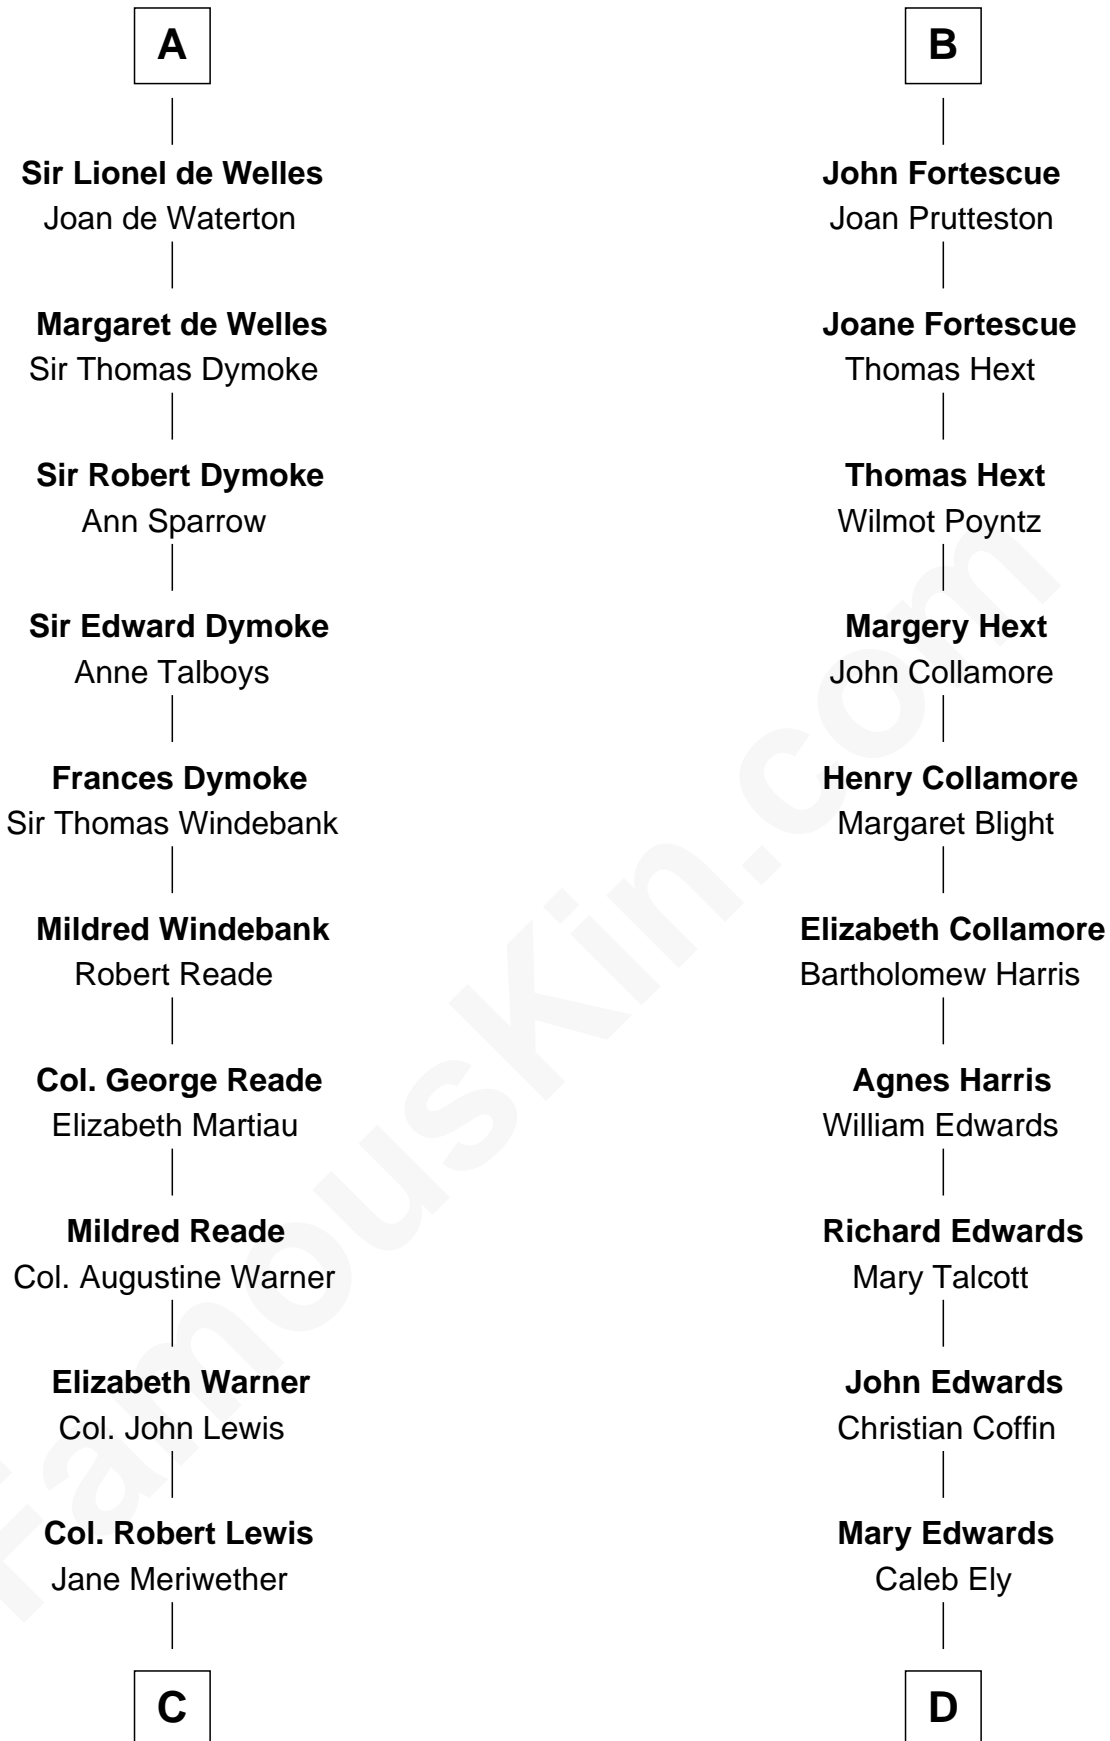 A
Sir Lionel de Welles
Joan de Waterton
Margaret de Welles
Sir Thomas Dymoke
Sir Robert Dymoke
Ann Sparrow
Sir Edward Dymoke
Anne Talboys
Frances Dymoke
Sir Thomas Windebank
Mildred Windebank
Robert Reade
Col. George Reade
Elizabeth Martiau
Mildred Reade
Col. Augustine Warner
Elizabeth Warner
Col. John Lewis
Col. Robert Lewis
Jane Meriwether
C
B
John Fortescue
Joan Prutteston
Joane Fortescue
Thomas Hext
Thomas Hext
Wilmot Poyntz
Margery Hext
John Collamore
Henry Collamore
Margaret Blight
Elizabeth Collamore
Bartholomew Harris
Agnes Harris
William Edwards
Richard Edwards
Mary Talcott
John Edwards
Christian Coffin
Mary Edwards
Caleb Ely
D
FamousKin.com